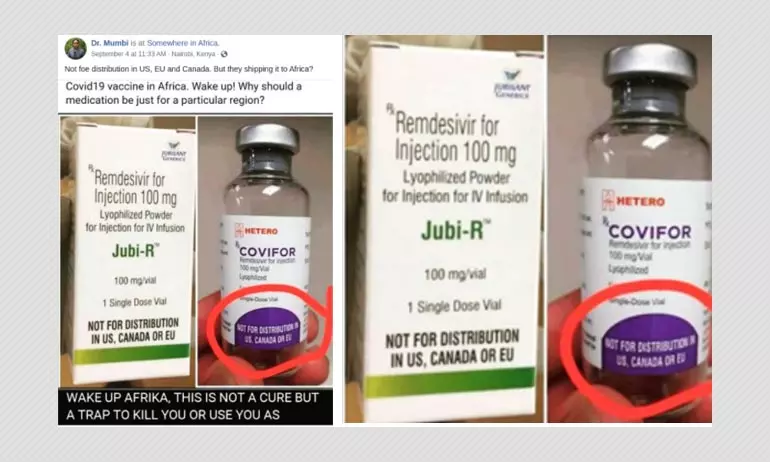 Dr. Mumbi is at Somewhere in Africa.
September 4 at 11:33 AM · Nairobi, Kenya ·
Not foe distribution in US, EU and Canada. But they shipping it to Africa?
Covid19 vaccine in Africa. Wake up! Why should a
medication be just for a particular region?
JUBILANT
GENERICS
Rx
Remdesivir for
Injection 100 mg
Lyophilized Powder
for Injection for IV Infusion
Jubi-R™
100 mg/vial
1 Single Dose Vial
NOT FOR DISTRIBUTION
IN US, CANADA OR EU
HETERO
Rx
COVIFOR
Remdesivir for Injection
100 mg/Vial
Lyophilized
Single-Dose Vial
NOT FOR DISTRIBUTION IN
US, CANADA OR EU
WAKE UP AFRIKA, THIS IS NOT A CURE BUT
A TRAP TO KILL YOU OR USE YOU AS
JUBILANT
GENERICS
Rx
Remdesivir for
Injection 100 mg
Lyophilized Powder
for Injection for IV Infusion
Jubi-R™
100 mg/vial
1 Single Dose Vial
NOT FOR DISTRIBUTION
IN US, CANADA OR EU
HETERO
Rx
COVIFOR
Remdesivir for Injection
100 mg/Vial
Lyophilized
Single-Dose Vial
NOT FOR DISTRIBUTION IN
US, CANADA OR EU